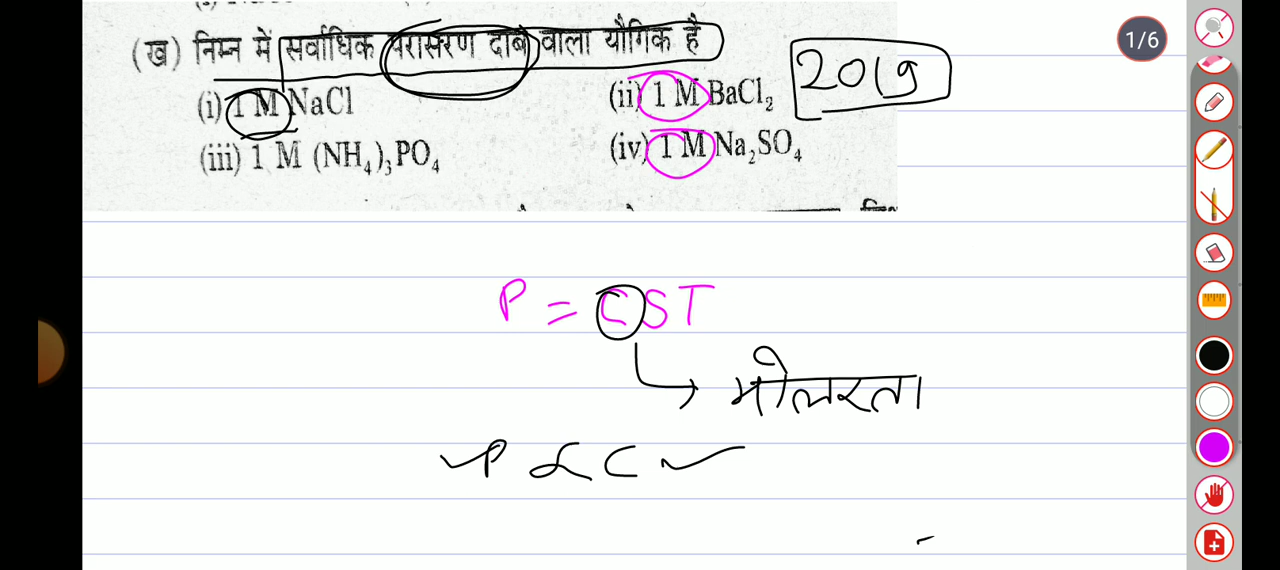 (ख) निम्न में सर्वाधिक परासरण दाब वाला यौगिक है
2019
1/6
(i) 1 M NaCl (ii) 1 M BaCl₂
(iii) 1 M (NH₄)₃PO₄ (iv) 1 M Na₂SO₄
P = CST
→ मोलरता
P ∝ C